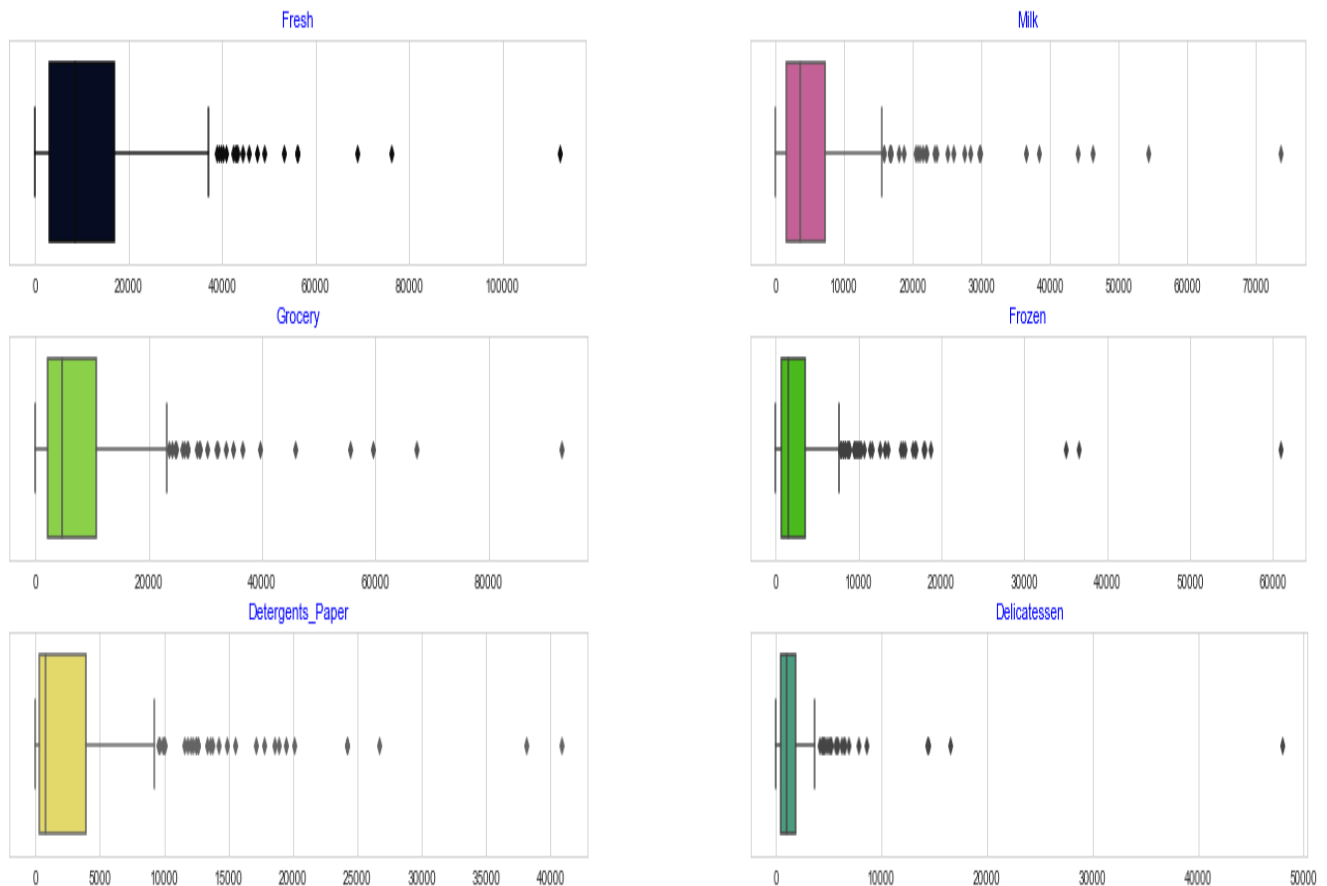 Fresh
Milk
0 20000 40000 60000 80000 100000
0 10000 20000 30000 40000 50000 60000 70000
Grocery
Frozen
0 20000 40000 60000 80000
0 10000 20000 30000 40000 50000 60000
Detergents_Paper
Delicatessen
0 5000 10000 15000 20000 25000 30000 35000 40000
0 10000 20000 30000 40000 50000